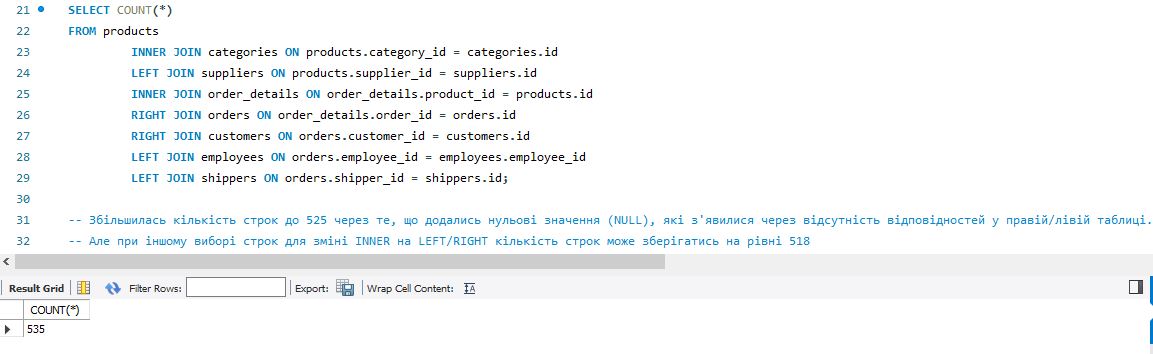 21 SELECT COUNT(*)
22 FROM products
23 INNER JOIN categories ON products.category_id = categories.id
24 LEFT JOIN suppliers ON products.supplier_id = suppliers.id
25 INNER JOIN order_details ON order_details.product_id = products.id
26 RIGHT JOIN orders ON order_details.order_id = orders.id
27 RIGHT JOIN customers ON orders.customer_id = customers.id
28 LEFT JOIN employees ON orders.employee_id = employees.employee_id
29 LEFT JOIN shippers ON orders.shipper_id = shippers.id;
30
31 -- Збільшилась кількість строк до 525 через те, що додались нульові значення (NULL), які з'явилися через відсутність відповідностей у правій/лівій таблиці.
32 -- Але при іншому виборі строк для зміні INNER на LEFT/RIGHT кількість строк може зберігатись на рівні 518
Result Grid Filter Rows: Export: Wrap Cell Content:
COUNT(*)
535